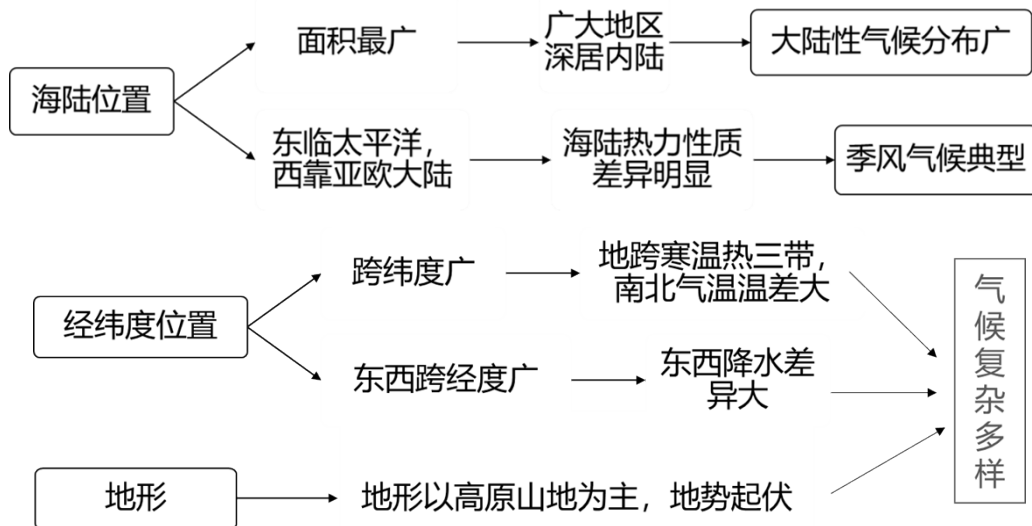 海陆位置
面积最广
广大地区
深居内陆
大陆性气候分布广
东临太平洋，
西靠亚欧大陆
海陆热力性质
差异明显
季风气候典型
经纬度位置
跨纬度广
地跨寒温热三带，
南北气温温差大
东西跨经度广
东西降水差
异大
地形
地形以高原山地为主，地势起伏
气
候
复
杂
多
样